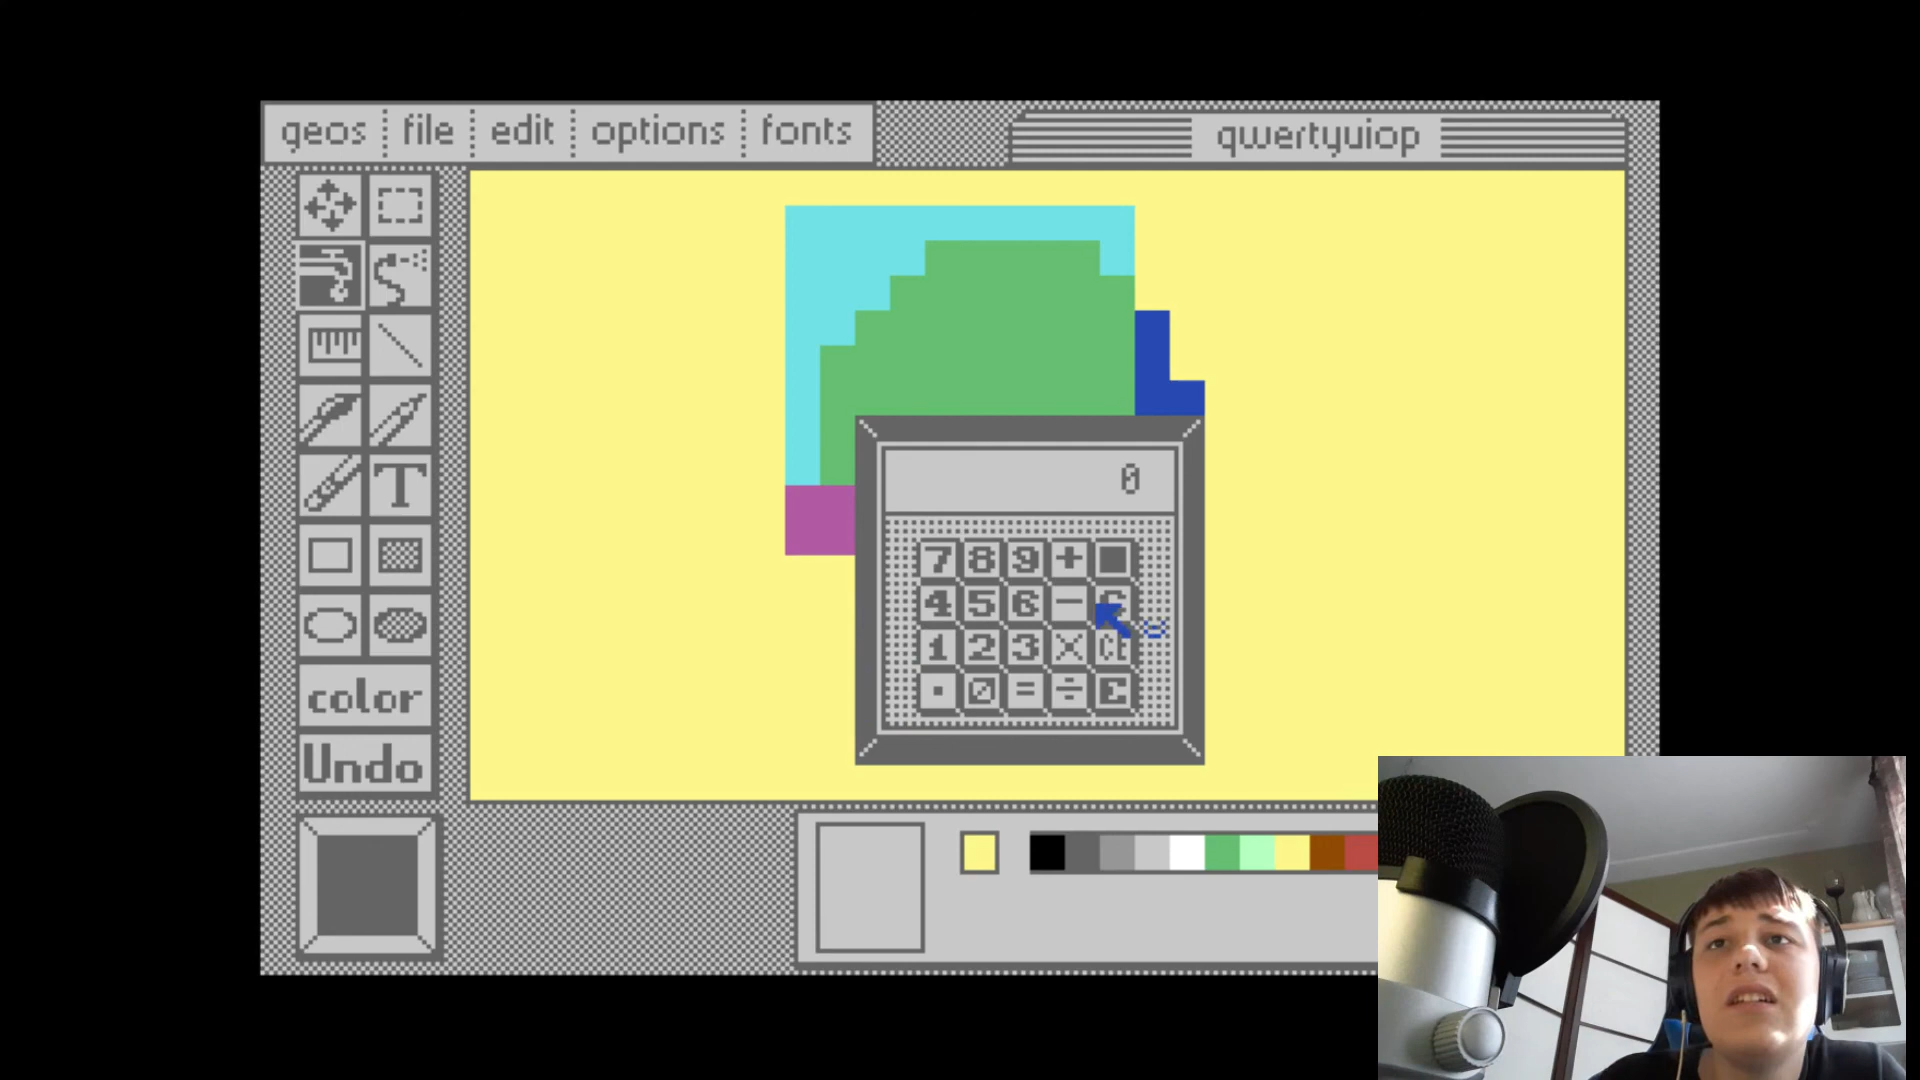 geos file edit options fonts
qwertyuiop
T
color
Undo
0
7 8 9 +
4 5 6 −
1 2 3 × Ct
. 0 = ÷ E